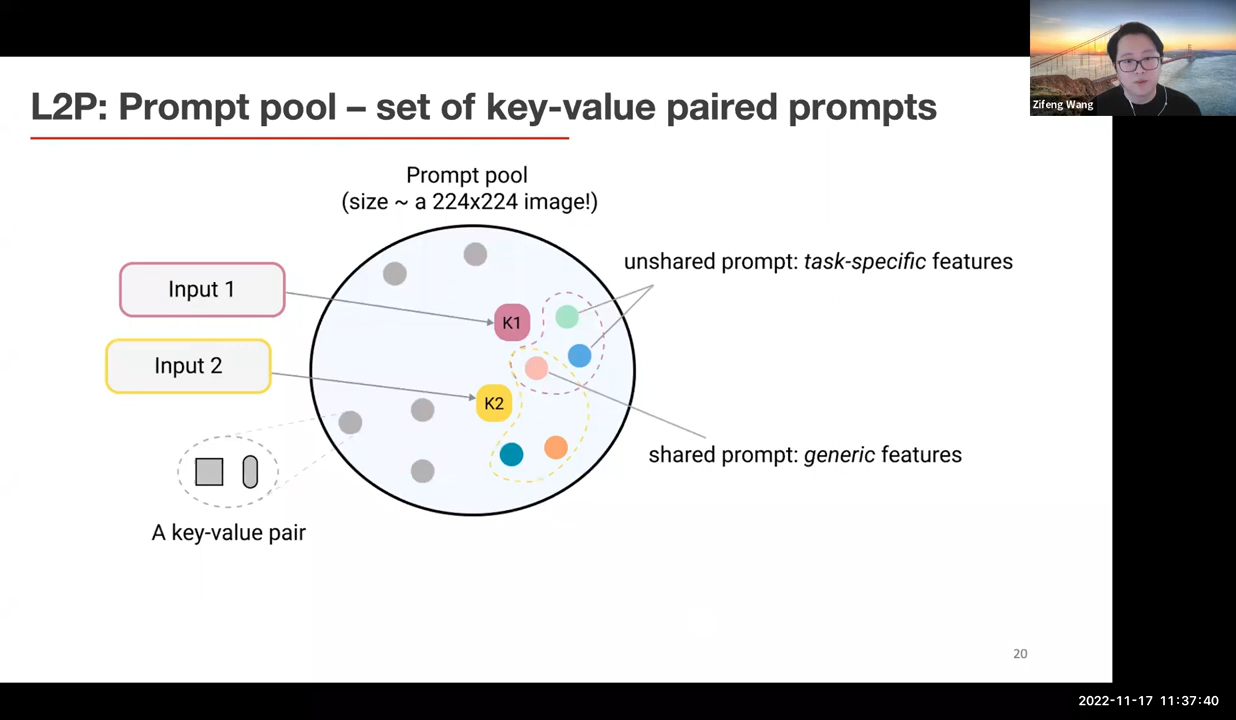 Zifeng Wang
L2P: Prompt pool – set of key-value paired prompts
Prompt pool
(size ~ a 224x224 image!)
unshared prompt: task-specific features
Input 1
K1
Input 2
K2
shared prompt: generic features
A key-value pair
20
2022-11-17 11:37:40